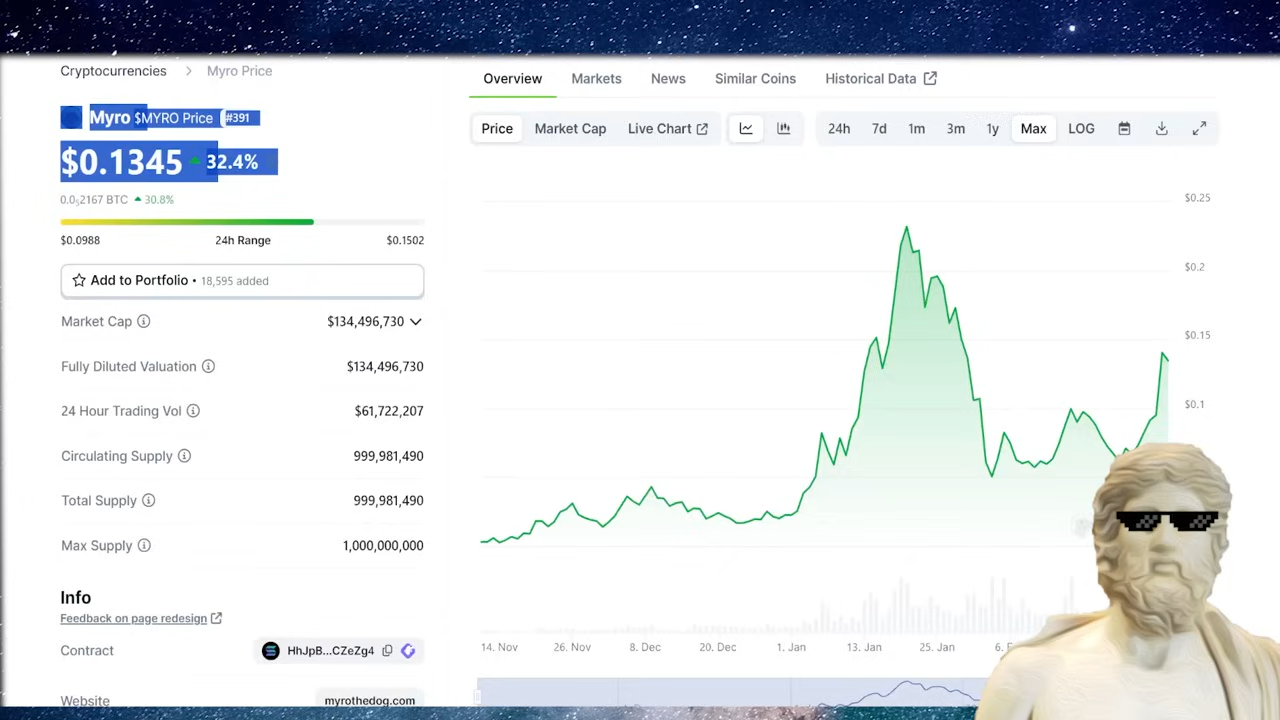 Cryptocurrencies > Myro Price
Myro $MYRO Price #391
$0.1345 32.4%
BTC 30.8%
$0.0988 24h Range $0.1502
Add to Portfolio • 18,595 added
Market Cap $134,496,730
Fully Diluted Valuation $134,496,730
24 Hour Trading Vol $61,722,207
Circulating Supply 999,981,490
Total Supply 999,981,490
Max Supply 1,000,000,000
Info
Feedback on page redesign
Contract HhJpB...CZeZg4
Website myrothedog.com
Overview Markets News Similar Coins Historical Data
Price Market Cap Live Chart 24h 7d 1m 3m 1y Max LOG
$0.25
$0.2
$0.15
$0.1
14. Nov 26. Nov 8. Dec 20. Dec 1. Jan 13. Jan 25. Jan